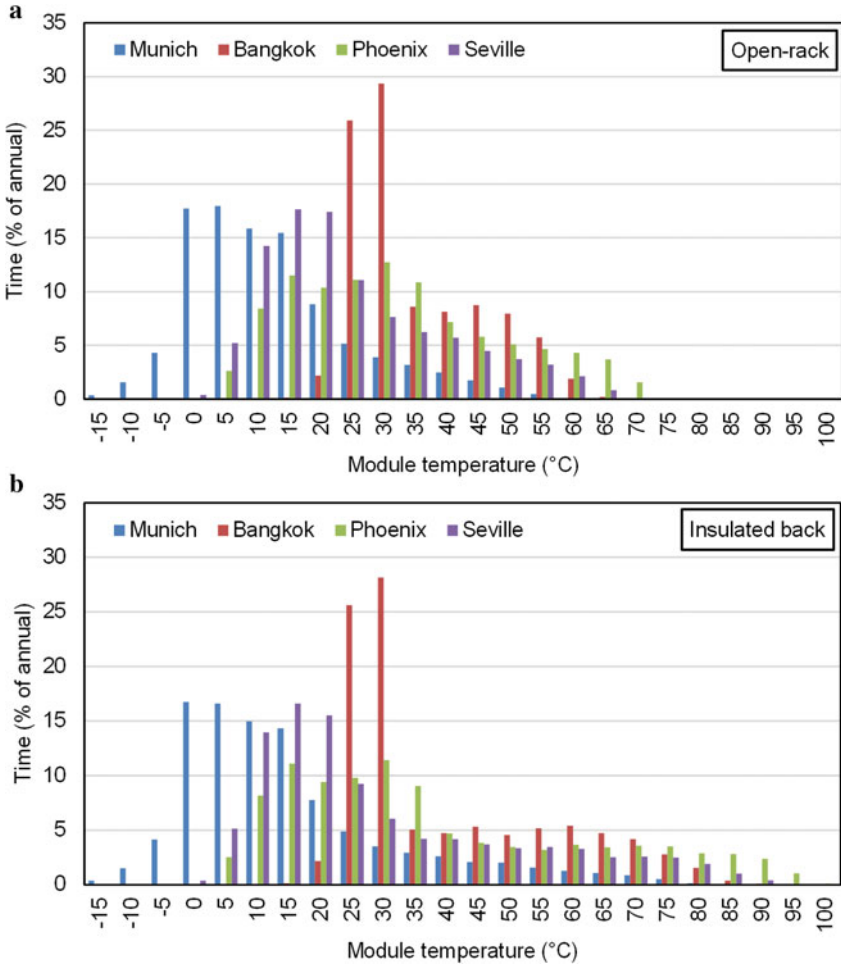 a
Munich Bangkok Phoenix Seville
Open-rack
35
30
25
20
15
10
5
0
Time (% of annual)
-15 -10 -5 0 5 10 15 20 25 30 35 40 45 50 55 60 65 70 75 80 85 90 95 100
Module temperature (°C)
b
Munich Bangkok Phoenix Seville
Insulated back
35
30
25
20
15
10
5
0
Time (% of annual)
-15 -10 -5 0 5 10 15 20 25 30 35 40 45 50 55 60 65 70 75 80 85 90 95 100
Module temperature (°C)